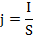 j = I/S